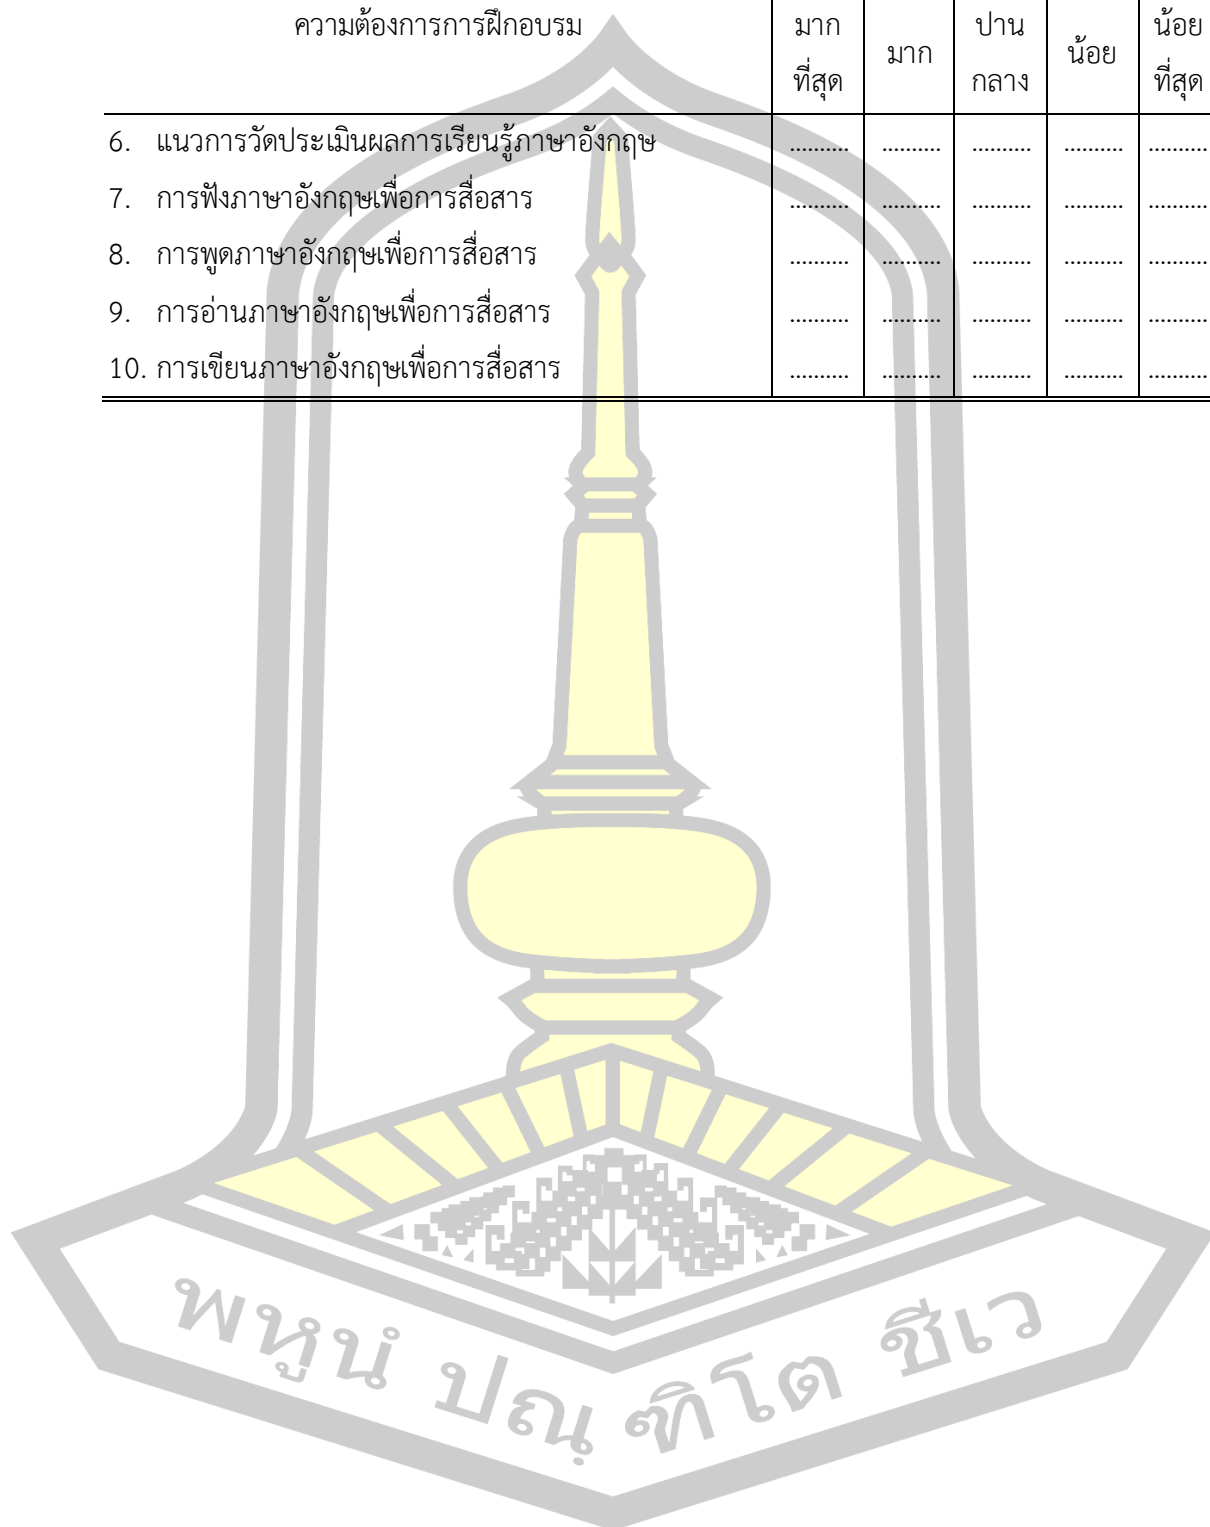 ความต้องการการฝึกอบรม มากที่สุด มาก ปานกลาง น้อย น้อยที่สุด
6. แนวการวัดประเมินผลการเรียนรู้ภาษาอังกฤษ .......... .......... .......... .......... ..........
7. การฟังภาษาอังกฤษเพื่อการสื่อสาร .......... .......... .......... .......... ..........
8. การพูดภาษาอังกฤษเพื่อการสื่อสาร .......... .......... .......... .......... ..........
9. การอ่านภาษาอังกฤษเพื่อการสื่อสาร .......... .......... .......... .......... ..........
10. การเขียนภาษาอังกฤษเพื่อการสื่อสาร .......... .......... .......... .......... ..........
พหูนํ ปณฺฑิโต ชีเว